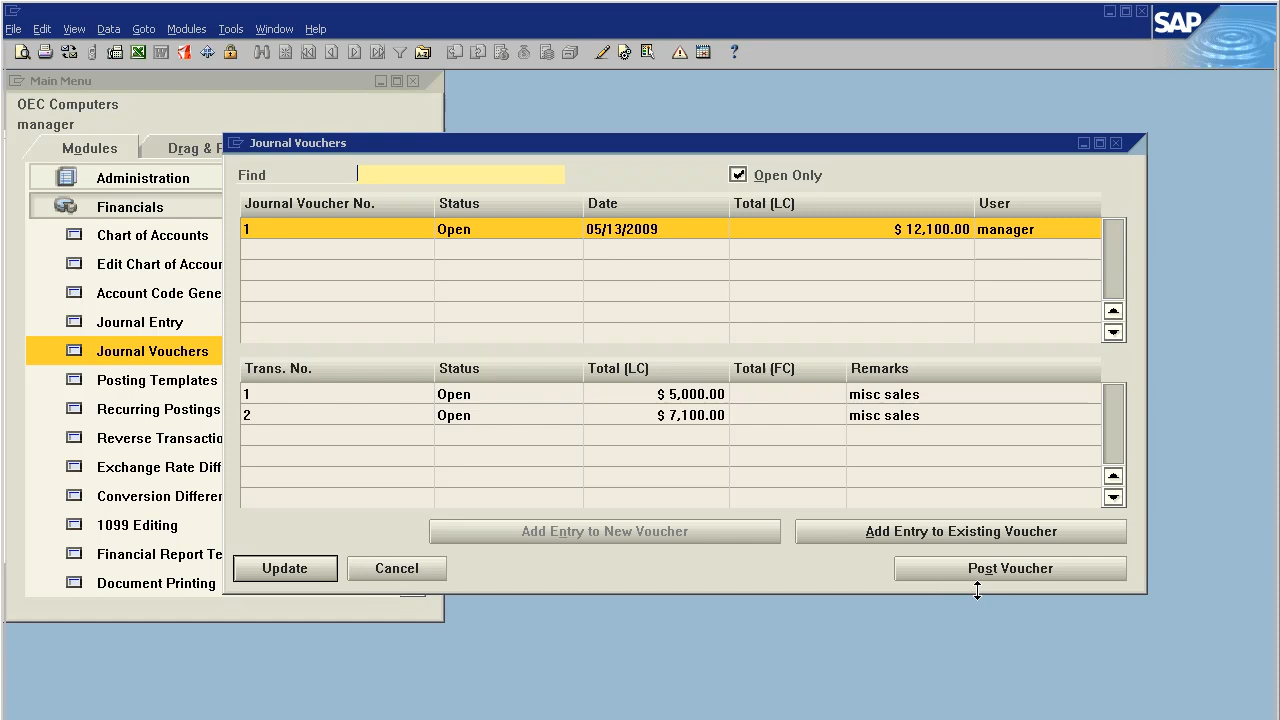 File Edit View Data Goto Modules Tools Window Help
SAP
Main Menu
OEC Computers
manager
Modules Drag & F
Administration
Financials
Chart of Accounts
Edit Chart of Accour
Account Code Gene
Journal Entry
Journal Vouchers
Posting Templates
Recurring Postings
Reverse Transactio
Exchange Rate Diff
Conversion Differer
1099 Editing
Financial Report Te
Document Printing
Journal Vouchers
Find Open Only
Journal Voucher No. Status Date Total (LC) User
1 Open 05/13/2009 $ 12,100.00 manager
Trans. No. Status Total (LC) Total (FC) Remarks
1 Open $ 5,000.00 misc sales
2 Open $ 7,100.00 misc sales
Add Entry to New Voucher Add Entry to Existing Voucher
Update Cancel Post Voucher